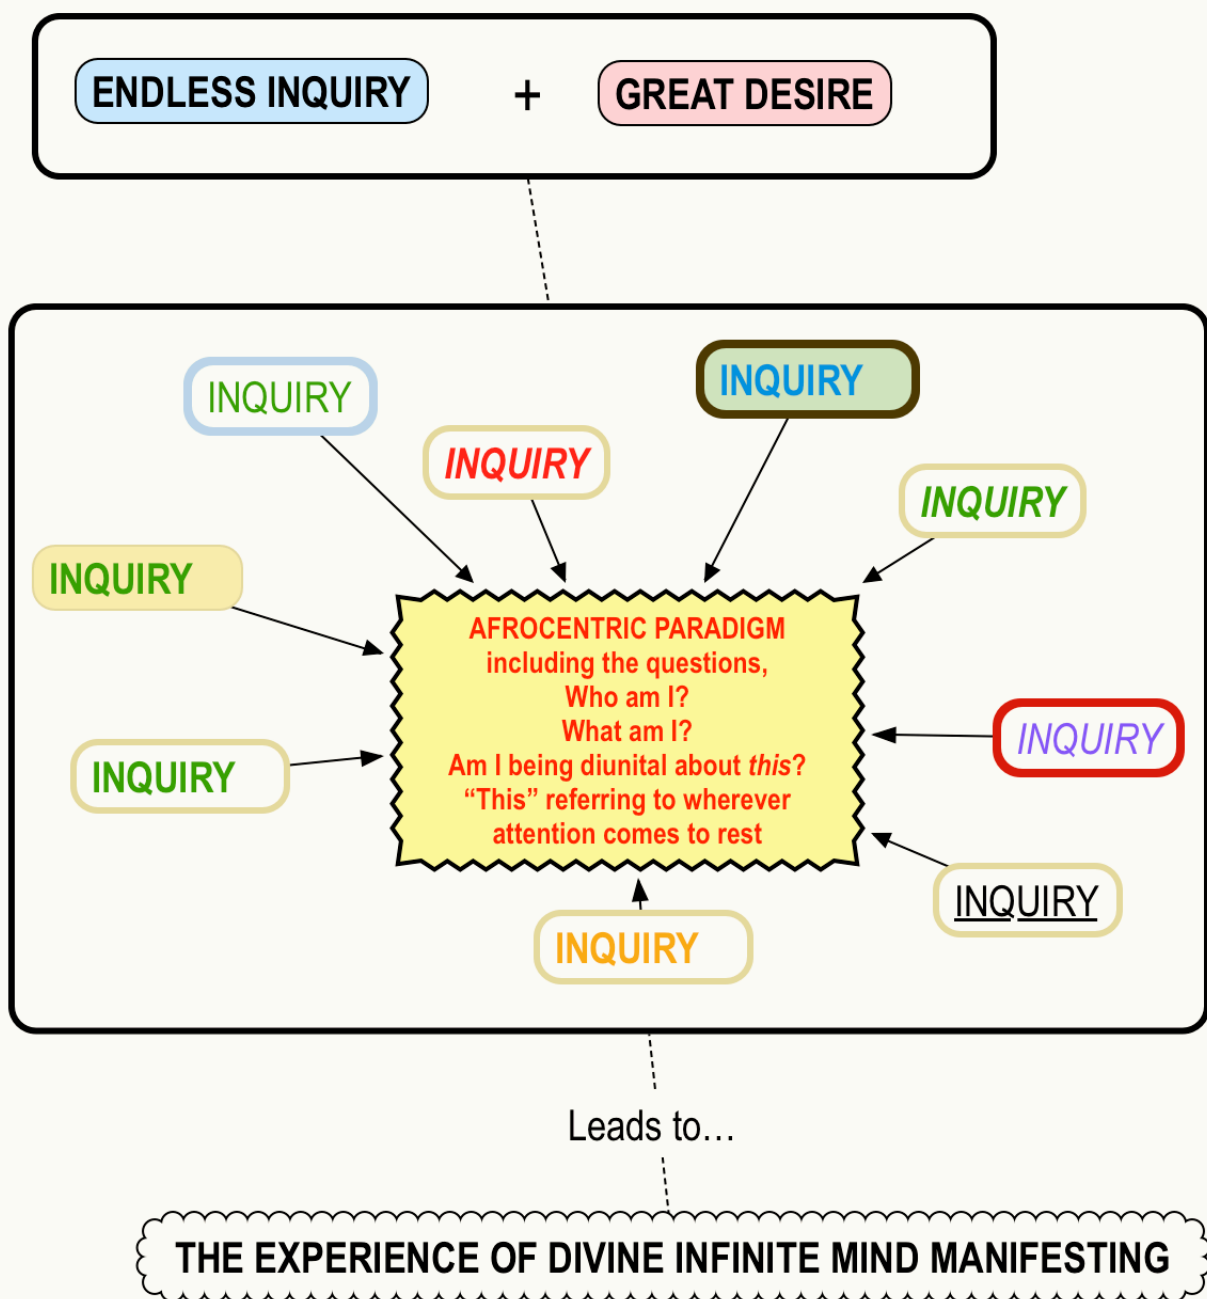 ENDLESS INQUIRY + GREAT DESIRE
INQUIRY
INQUIRY
INQUIRY
INQUIRY
INQUIRY
AFROCENTRIC PARADIGM
including the questions,
Who am I?
What am I?
Am I being diunital about this?
“This” referring to wherever
attention comes to rest
INQUIRY
INQUIRY
INQUIRY
INQUIRY
Leads to…
THE EXPERIENCE OF DIVINE INFINITE MIND MANIFESTING